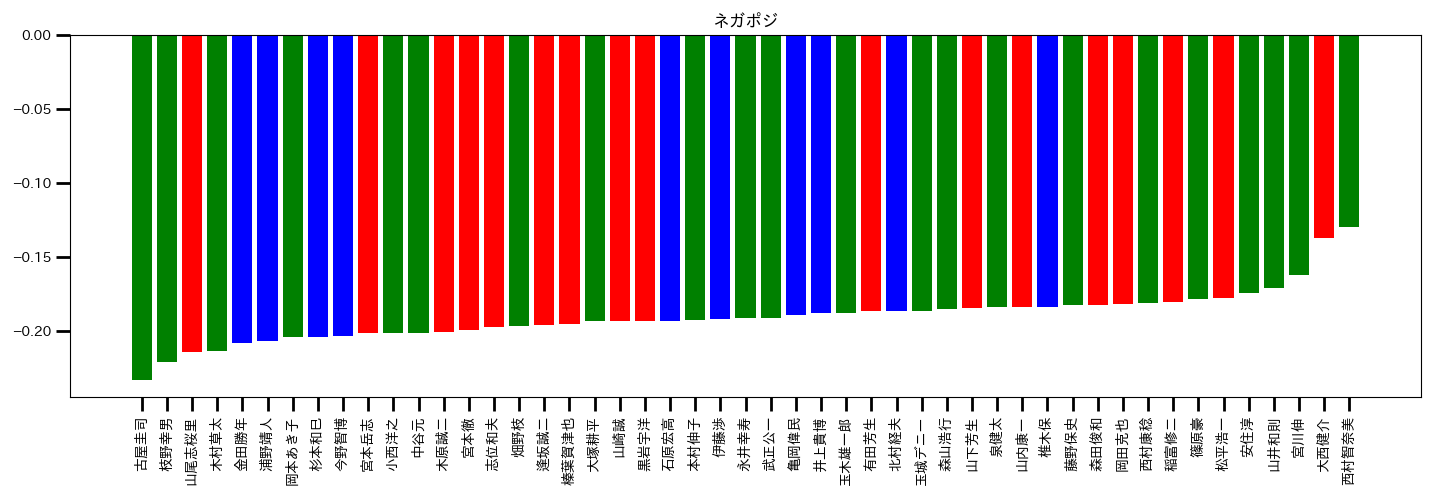 ネガポジ
0.00
−0.05
−0.10
−0.15
−0.20
古屋圭司
枝野幸男
山尾志桜里
木村草太
金田勝年
浦野靖人
岡本あき子
杉本和巳
今野智博
宮本岳志
小西洋之
中谷元
木原誠二
宮本徹
志位和夫
畑野枝
逢坂誠二
榛葉賀津也
大塚耕平
山崎誠
黒岩宇洋
石原宏高
本村伸子
伊藤渉
永井幸寿
武正公一
亀岡偉民
井上貴博
玉木雄一郎
有田芳生
北村経夫
玉城デニー
森山浩行
山下芳生
泉健太
山内康一
椎木保
藤野保史
森田俊和
岡田克也
西村康稔
稲富修二
篠原豪
松平浩一
安住淳
山井和則
宮川伸
大西健介
西村智奈美